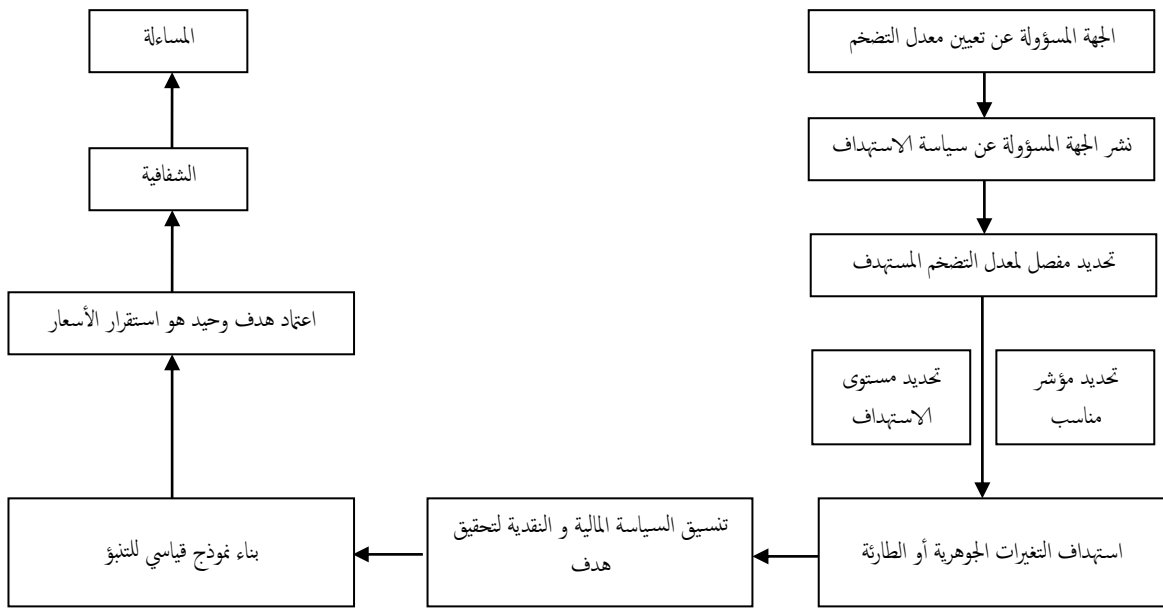 الجهة المسؤولة عن تعيين معدل التضخم
نشر الجهة المسؤولة عن سياسة الاستهداف
تحديد مفصل لمعدل التضخم المستهدف
تحديد مؤشر
مناسب
تحديد مستوى
الاستهداف
استهداف التغيرات الجوهرية أو الطارئة
تنسيق السياسة المالية و النقدية لتحقيق
هدف
بناء نموذج قياسي للتنبؤ
اعتماد هدف وحيد هو استقرار الأسعار
الشفافية
المساءلة